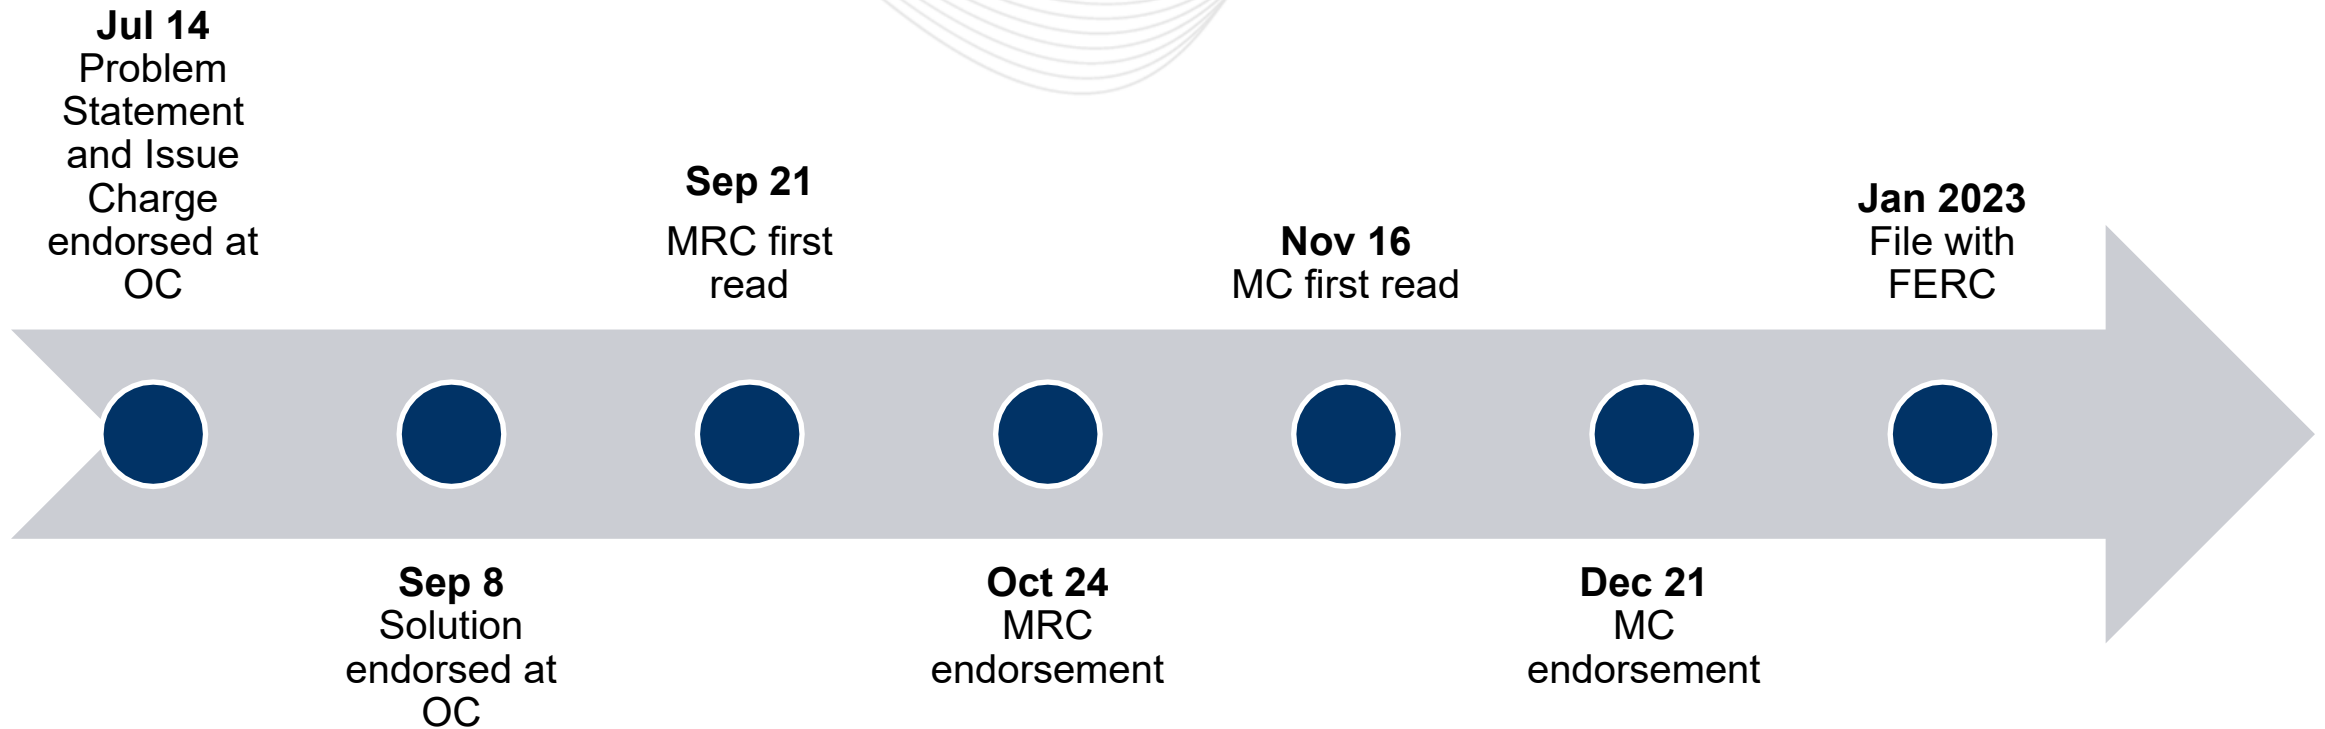 Jul 14
Problem
Statement
and Issue
Charge
endorsed at
OC
Sep 8
Solution
endorsed at
OC
Sep 21
MRC first
read
Oct 24
MRC
endorsement
Nov 16
MC first read
Dec 21
MC
endorsement
Jan 2023
File with
FERC